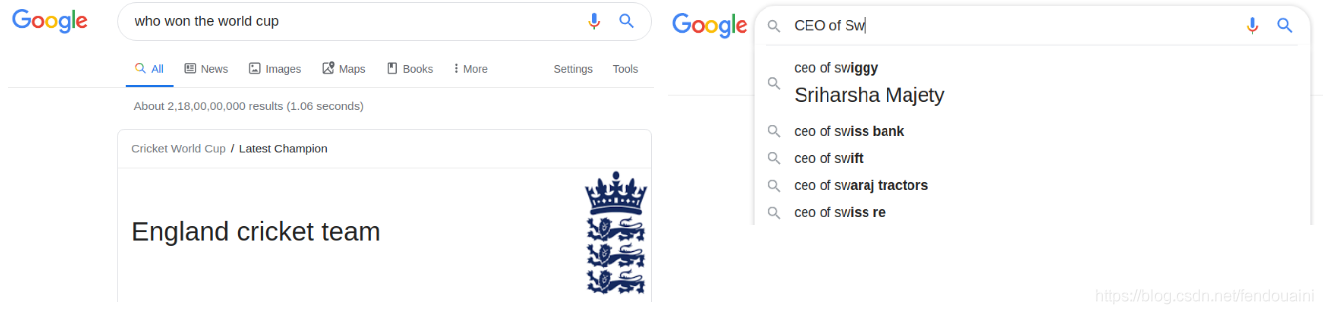 Google
who won the world cup
All News Images Maps Books More Settings Tools
About 2,18,00,00,000 results (1.06 seconds)
Cricket World Cup / Latest Champion
England cricket team
Google
CEO of Sw
ceo of swiggy
Sriharsha Majety
ceo of swiss bank
ceo of swift
ceo of swaraj tractors
ceo of swiss re
https://blog.csdn.net/fendouaini